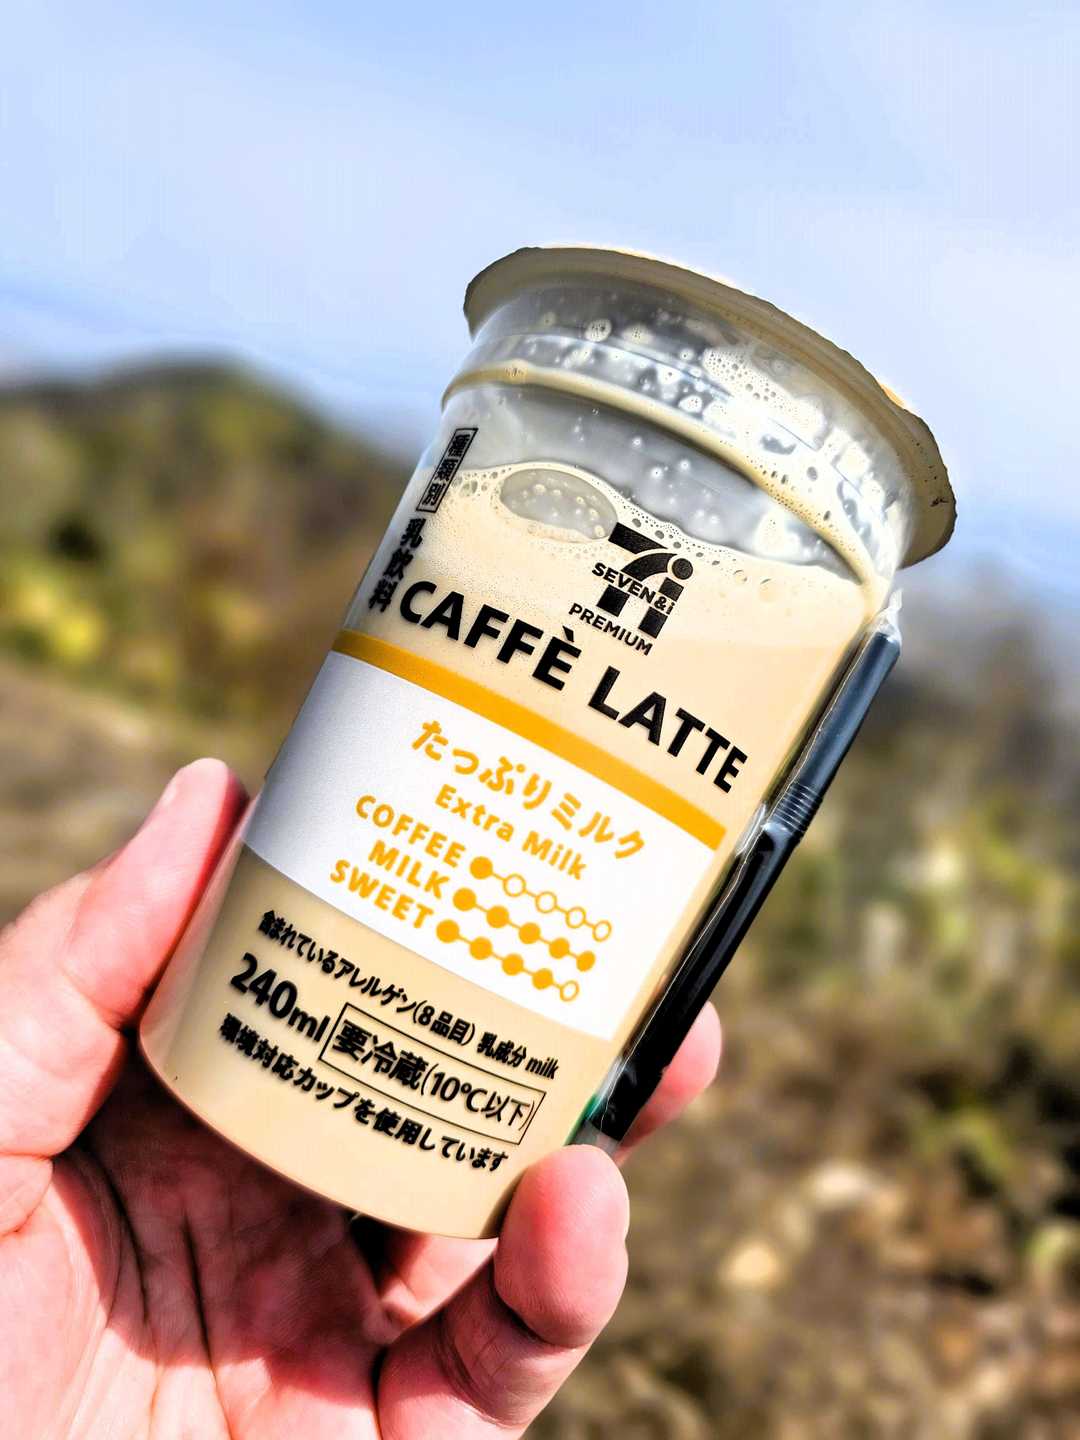 種類別
乳飲料
SEVEN&i
PREMIUM
CAFFÈ LATTE
たっぷりミルク
Extra Milk
COFFEE
MILK
SWEET
含まれているアレルゲン(8品目) 乳成分 milk
240ml 要冷蔵(10℃以下)
環境対応カップを使用しています